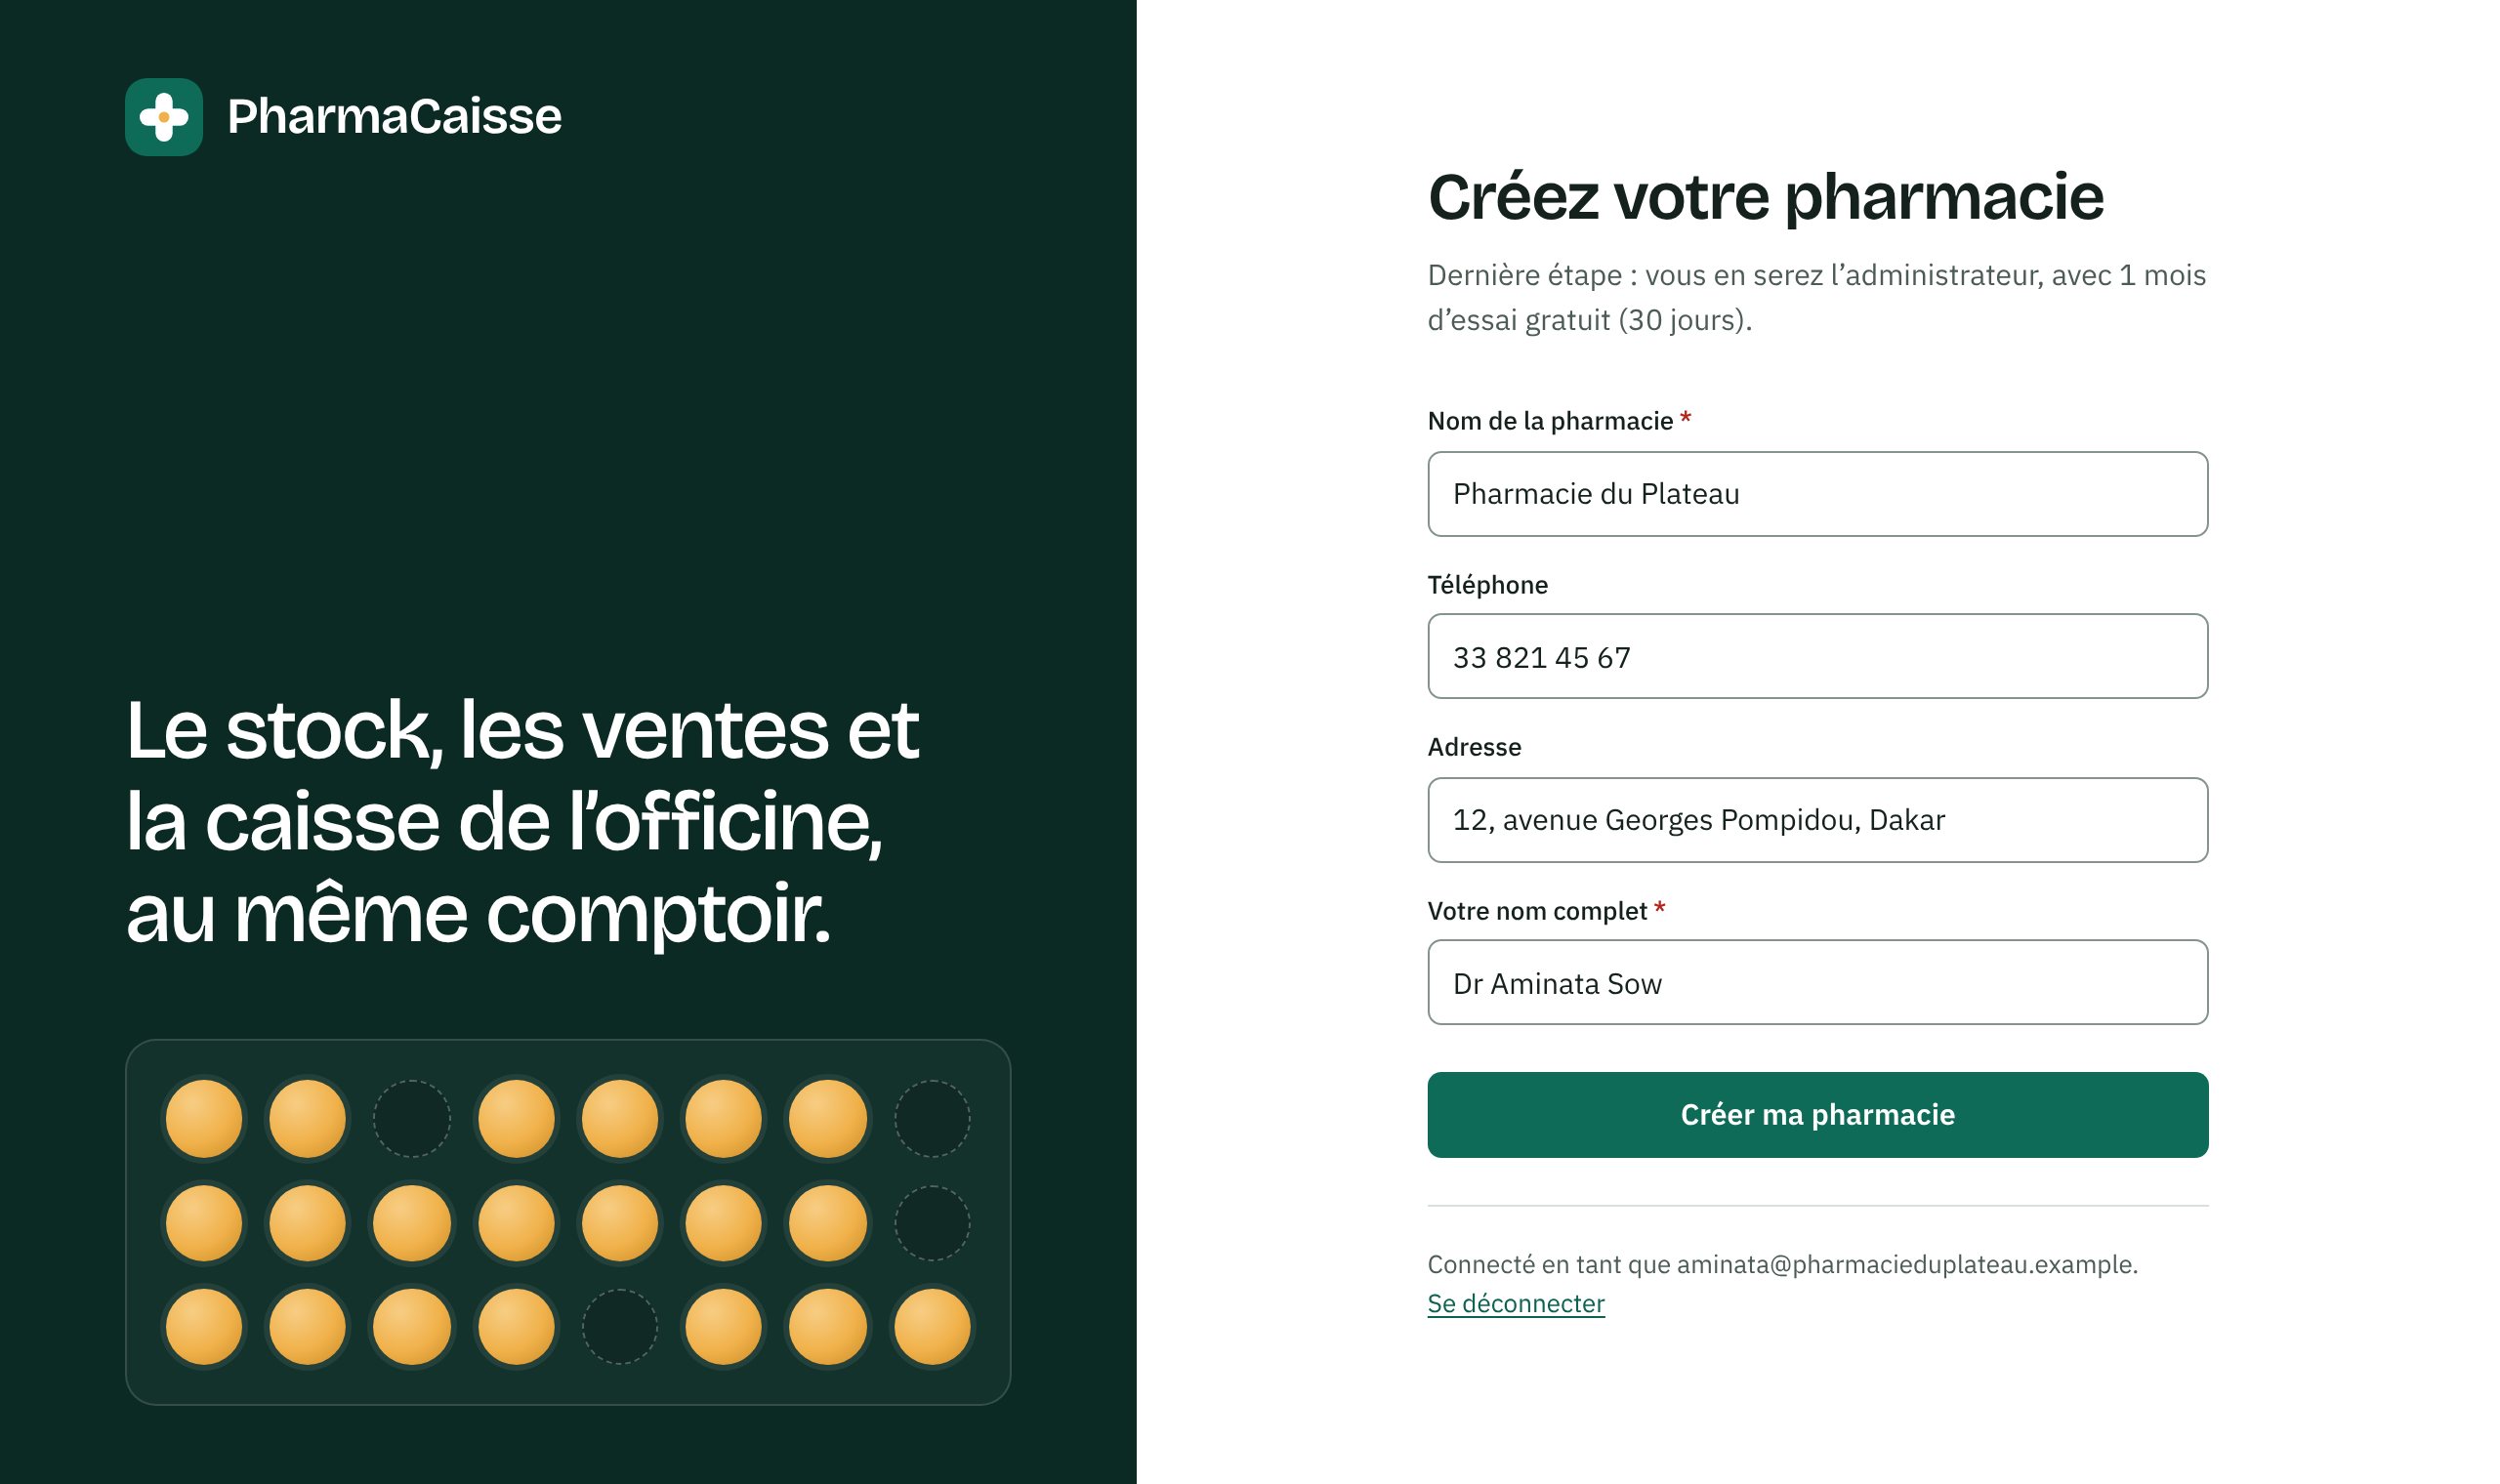 PharmaCaisse
Le stock, les ventes et
la caisse de l’officine,
au même comptoir.
Créez votre pharmacie
Dernière étape : vous en serez l’administrateur, avec 1 mois
d’essai gratuit (30 jours).
Nom de la pharmacie *
Pharmacie du Plateau
Téléphone
33 821 45 67
Adresse
12, avenue Georges Pompidou, Dakar
Votre nom complet *
Dr Aminata Sow
Créer ma pharmacie
Connecté en tant que aminata@pharmacieduplateau.example.
Se déconnecter